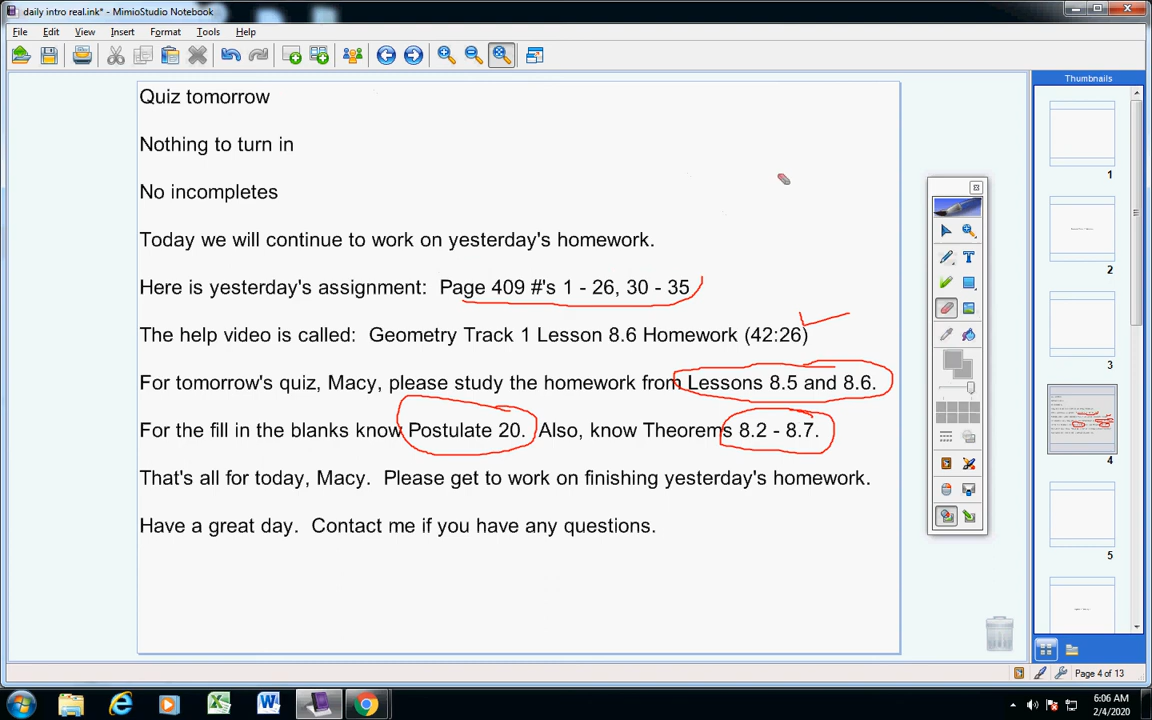 daily intro real.ink* - MimioStudio Notebook
File Edit View Insert Format Tools Help
Quiz tomorrow
Nothing to turn in
No incompletes
Today we will continue to work on yesterday's homework.
Here is yesterday's assignment: Page 409 #'s 1 - 26, 30 - 35
The help video is called: Geometry Track 1 Lesson 8.6 Homework (42:26)
For tomorrow's quiz, Macy, please study the homework from Lessons 8.5 and 8.6.
For the fill in the blanks know Postulate 20. Also, know Theorems 8.2 - 8.7.
That's all for today, Macy. Please get to work on finishing yesterday's homework.
Have a great day. Contact me if you have any questions.
Thumbnails
1
2
3
4
5
Page 4 of 13
6:06 AM
2/4/2020